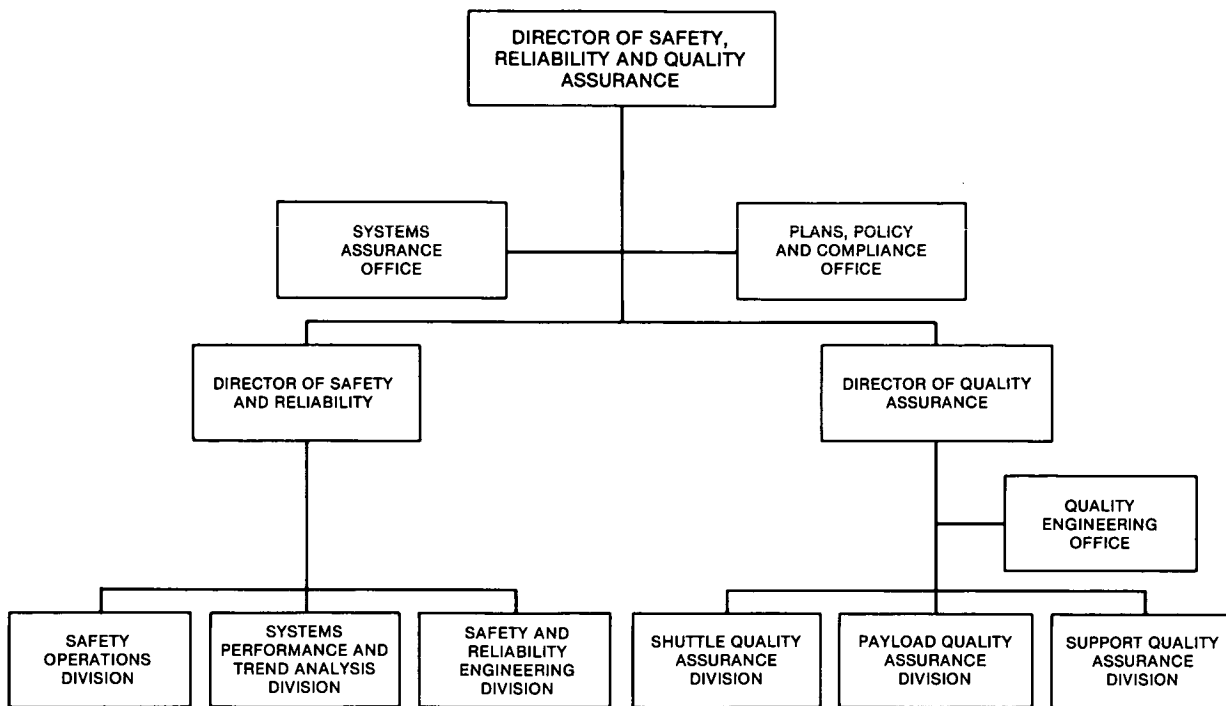 DIRECTOR OF SAFETY,
RELIABILITY AND QUALITY
ASSURANCE
SYSTEMS
ASSURANCE
OFFICE
PLANS, POLICY
AND COMPLIANCE
OFFICE
DIRECTOR OF SAFETY
AND RELIABILITY
DIRECTOR OF QUALITY
ASSURANCE
QUALITY
ENGINEERING
OFFICE
SAFETY
OPERATIONS
DIVISION
SYSTEMS
PERFORMANCE AND
TREND ANALYSIS
DIVISION
SAFETY AND
RELIABILITY
ENGINEERING
DIVISION
SHUTTLE QUALITY
ASSURANCE
DIVISION
PAYLOAD QUALITY
ASSURANCE
DIVISION
SUPPORT QUALITY
ASSURANCE
DIVISION